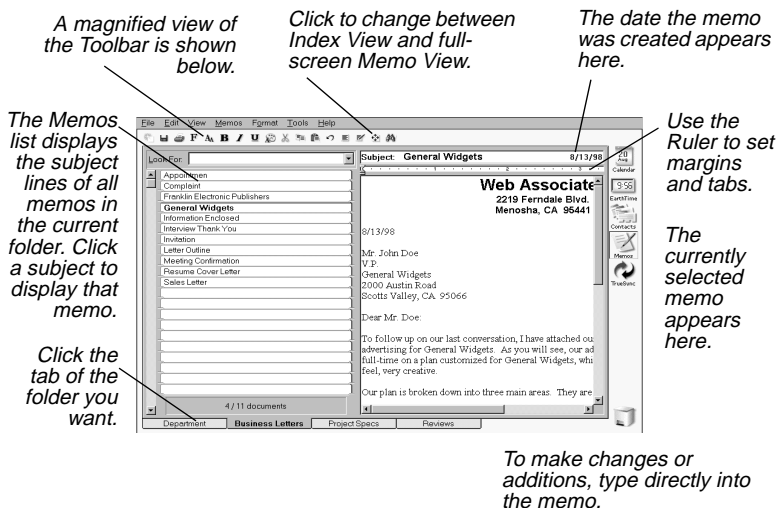 A magnified view of
the Toolbar is shown
below.
Click to change between
Index View and full-
screen Memo View.
The date the memo
was created appears
here.
The Memos
list displays
the subject
lines of all
memos in
the current
folder. Click
a subject to
display that
memo.
Click the
tab of the
folder you
want.
File Edit View Memos Format Tools Help
Look For:
Appointmen
Complaint
Franklin Electronic Publishers
General Widgets
Information Enclosed
Interview Thank You
Invitation
Letter Outline
Meeting Confirmation
Resume Cover Letter
Sales Letter
4 / 11 documents
Department Business Letters Project Specs Reviews
Subject: General Widgets 8/13/98
Web Associate
2219 Ferndale Blvd.
Menosha, CA 95441
8/13/98
Mr. John Doe
V.P.
General Widgets
2000 Austin Road
Scotts Valley, CA 95066
Dear Mr. Doe:
To follow up on our last conversation, I have attached ou
advertising for General Widgets. As you will see, our ad
full-time on a plan customized for General Widgets, whi
feel, very creative.
Our plan is broken down into three main areas. They are
20
Aug
Calendar
9:56
EarthTime
Contacts
Memos
TrueSync
Use the
Ruler to set
margins
and tabs.
The
currently
selected
memo
appears
here.
To make changes or
additions, type directly into
the memo.